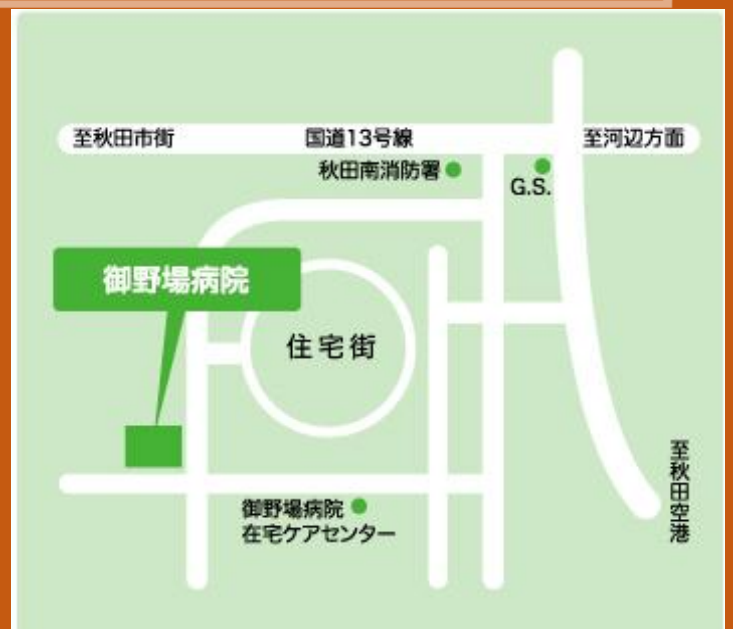 至秋田市街
国道13号線
至河辺方面
秋田南消防署
G.S.
御野場病院
住宅街
至秋田空港
御野場病院
在宅ケアセンター